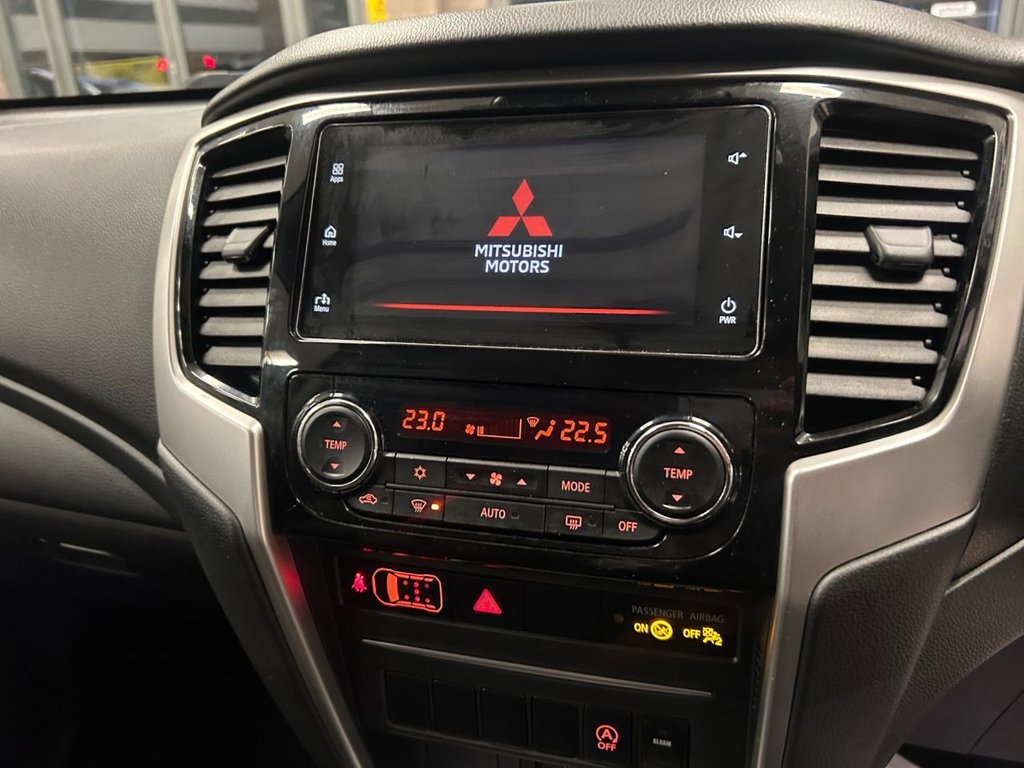 Apps
Home
Menu
MITSUBISHI
MOTORS
PWR
23.0
22.5
TEMP
TEMP
MODE
AUTO
OFF
PASSENGER AIRBAG
ON OFF
2
A
OFF
ALARM